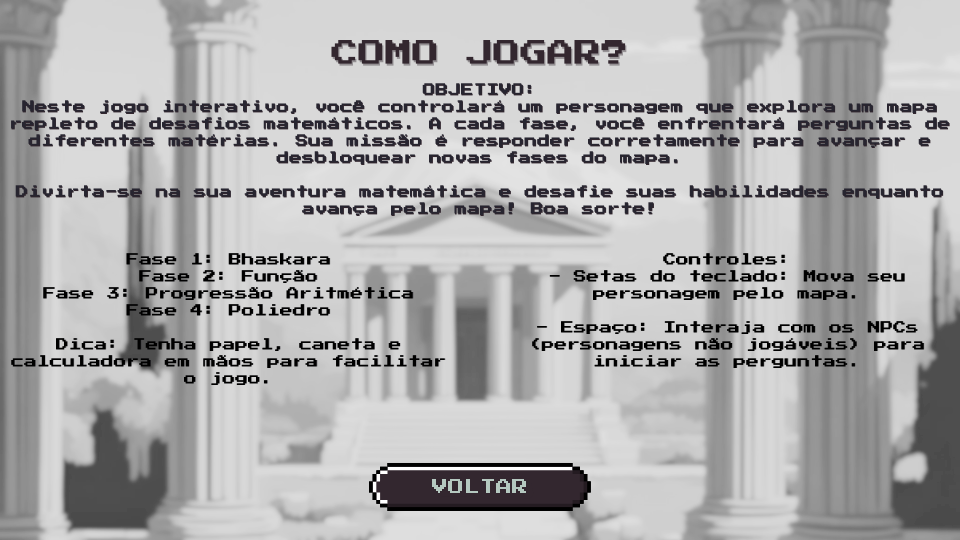 COMO JOGAR?
OBJETIVO:
Neste jogo interativo, você controlará um personagem que explora um mapa
repleto de desafios matemáticos. A cada fase, você enfrentará perguntas de
diferentes matérias. Sua missão é responder corretamente para avançar e
desbloquear novas fases do mapa.
Divirta-se na sua aventura matemática e desafie suas habilidades enquanto
avança pelo mapa! Boa sorte!
Fase 1: Bhaskara
Fase 2: Função
Fase 3: Progressão Aritmética
Fase 4: Poliedro
Dica: Tenha papel, caneta e
calculadora em mãos para facilitar
o jogo.
Controles:
- Setas do teclado: Mova seu
personagem pelo mapa.
- Espaço: Interaja com os NPCs
(personagens não jogáveis) para
iniciar as perguntas.
VOLTAR